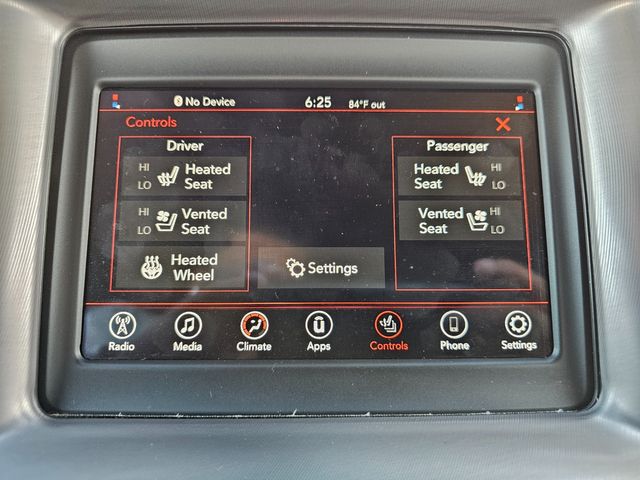 No Device 6:25 84°F out
Controls
Driver
HI Heated
LO Seat
HI Vented
LO Seat
Heated
Wheel
Settings
Passenger
Heated HI
Seat LO
Vented HI
Seat LO
Radio Media Climate Apps Controls Phone Settings